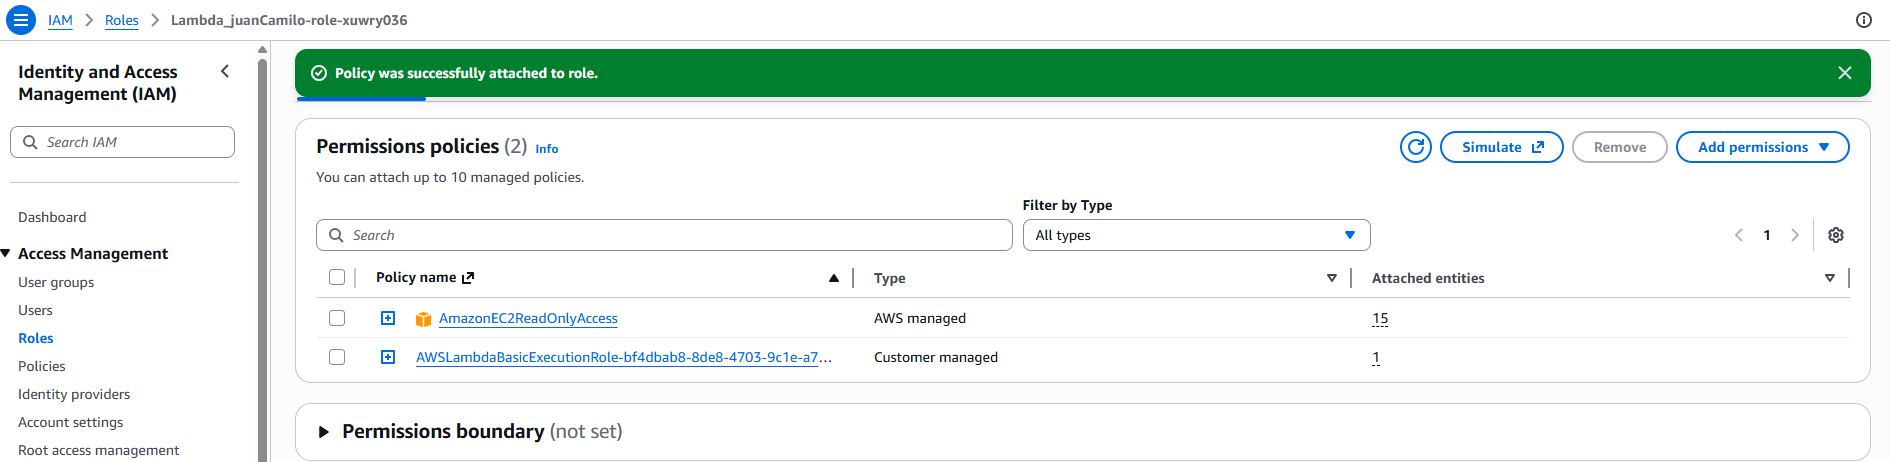 IAM > Roles > Lambda_juanCamilo-role-xuwry036
Identity and Access
Management (IAM)
Search IAM
Dashboard
Access Management
User groups
Users
Roles
Policies
Identity providers
Account settings
Root access management
Policy was successfully attached to role.
Permissions policies (2) Info
Simulate
Remove
Add permissions
You can attach up to 10 managed policies.
Filter by Type
Search
All types
1
Policy name Type Attached entities
AmazonEC2ReadOnlyAccess AWS managed 15
AWSLambdaBasicExecutionRole-bf4dbab8-8de8-4703-9c1e-a7... Customer managed 1
Permissions boundary (not set)